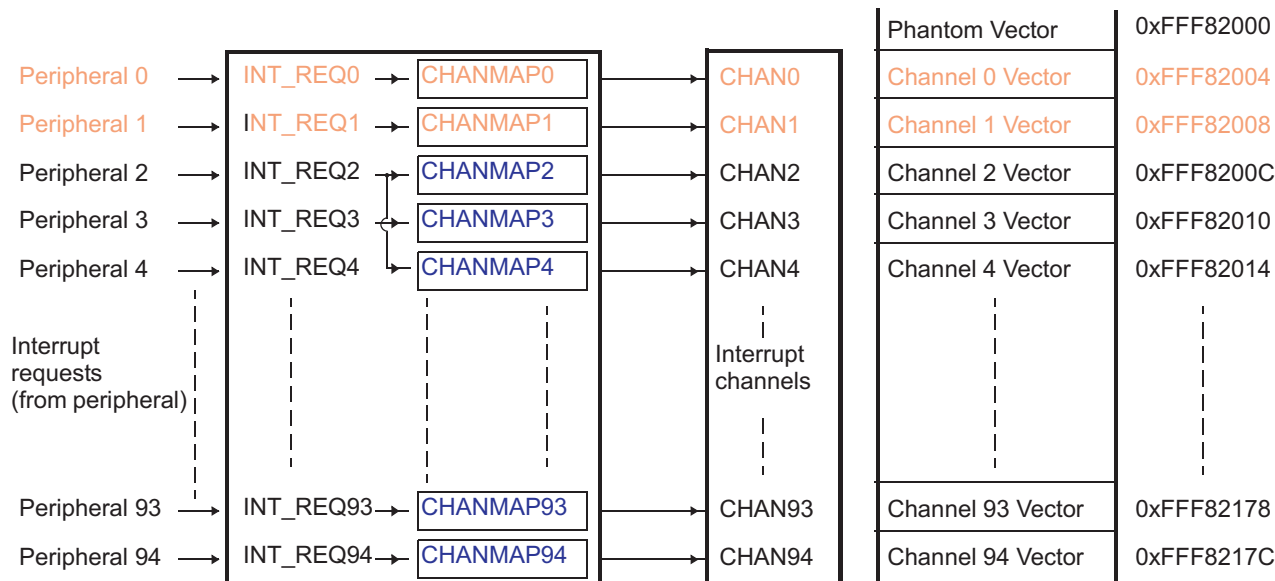 Phantom Vector 0xFFF82000
Peripheral 0 INT_REQ0 CHANMAP0 CHAN0 Channel 0 Vector 0xFFF82004
Peripheral 1 INT_REQ1 CHANMAP1 CHAN1 Channel 1 Vector 0xFFF82008
Peripheral 2 INT_REQ2 CHANMAP2 CHAN2 Channel 2 Vector 0xFFF8200C
Peripheral 3 INT_REQ3 CHANMAP3 CHAN3 Channel 3 Vector 0xFFF82010
Peripheral 4 INT_REQ4 CHANMAP4 CHAN4 Channel 4 Vector 0xFFF82014
Interrupt
requests
(from peripheral)
Interrupt
channels
Peripheral 93 INT_REQ93 CHANMAP93 CHAN93 Channel 93 Vector 0xFFF82178
Peripheral 94 INT_REQ94 CHANMAP94 CHAN94 Channel 94 Vector 0xFFF8217C